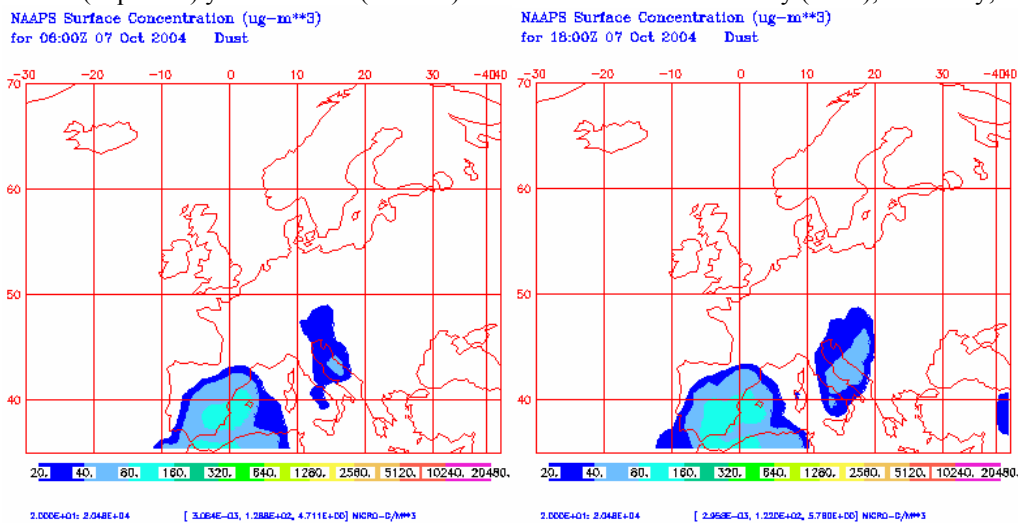 NAAPS Surface Concentration (ug-m**3)
for 06:00Z 07 Oct 2004 Dust
-30 -20 -10 0 10 20 30 -4040
70
60
50
40
20. 40. 80. 160. 320. 640. 1280. 2560. 5120. 10240. 20480.
2.000E+01: 2.048E+04 [ 3.064E-03, 1.288E+02, 4.711E+00] MICRO-G/M**3
NAAPS Surface Concentration (ug-m**3)
for 18:00Z 07 Oct 2004 Dust
-30 -20 -10 0 10 20 30 -4040
70
60
50
40
20. 40. 80. 160. 320. 640. 1280. 2560. 5120. 10240. 20480.
2.000E+01: 2.048E+04 [ 2.958E-03, 1.220E+02, 5.780E+00] MICRO-G/M**3